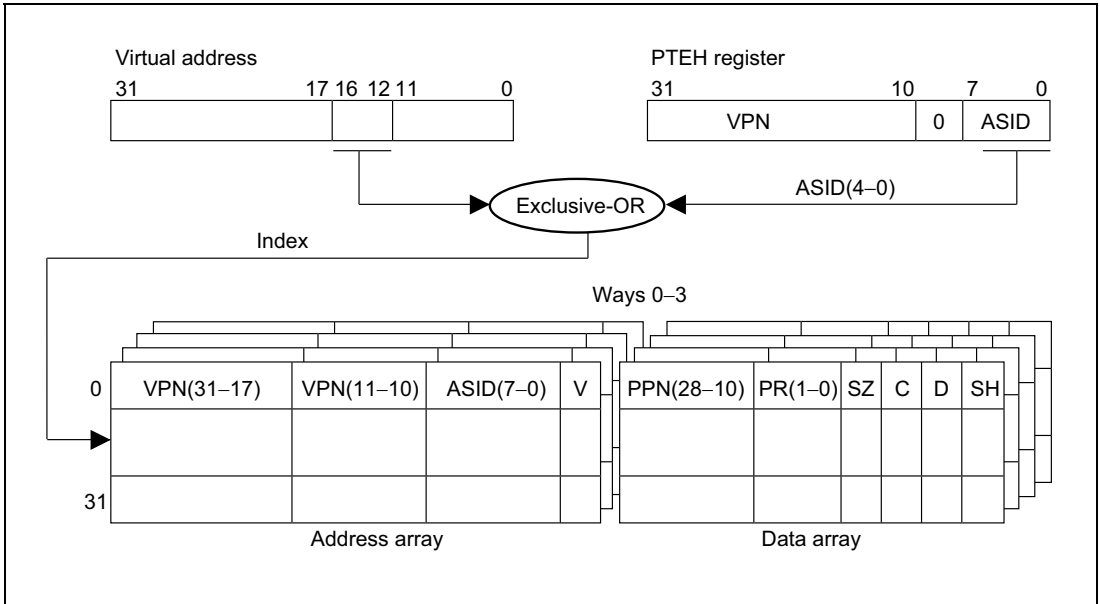 Virtual address
31 17 16 12 11 0
PTEH register
31 10 7 0
VPN 0 ASID
ASID(4–0)
Exclusive-OR
Index
Ways 0–3
0 VPN(31–17) VPN(11–10) ASID(7–0) V PPN(28–10) PR(1–0) SZ C D SH
31
Address array
Data array